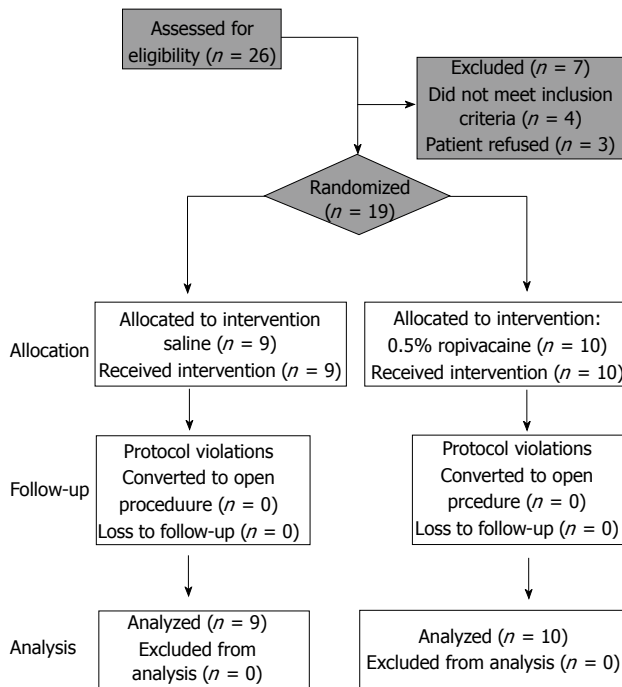 Assessed for
eligibility (n = 26)
Excluded (n = 7)
Did not meet inclusion
criteria (n = 4)
Patient refused (n = 3)
Randomized
(n = 19)
Allocation
Allocated to intervention
saline (n = 9)
Received intervention (n = 9)
Allocated to intervention:
0.5% ropivacaine (n = 10)
Received intervention (n = 10)
Follow-up
Protocol violations
Converted to open
proceduure (n = 0)
Loss to follow-up (n = 0)
Protocol violations
Converted to open
prcedure (n = 0)
Loss to follow-up (n = 0)
Analysis
Analyzed (n = 9)
Excluded from
analysis (n = 0)
Analyzed (n = 10)
Excluded from analysis (n = 0)